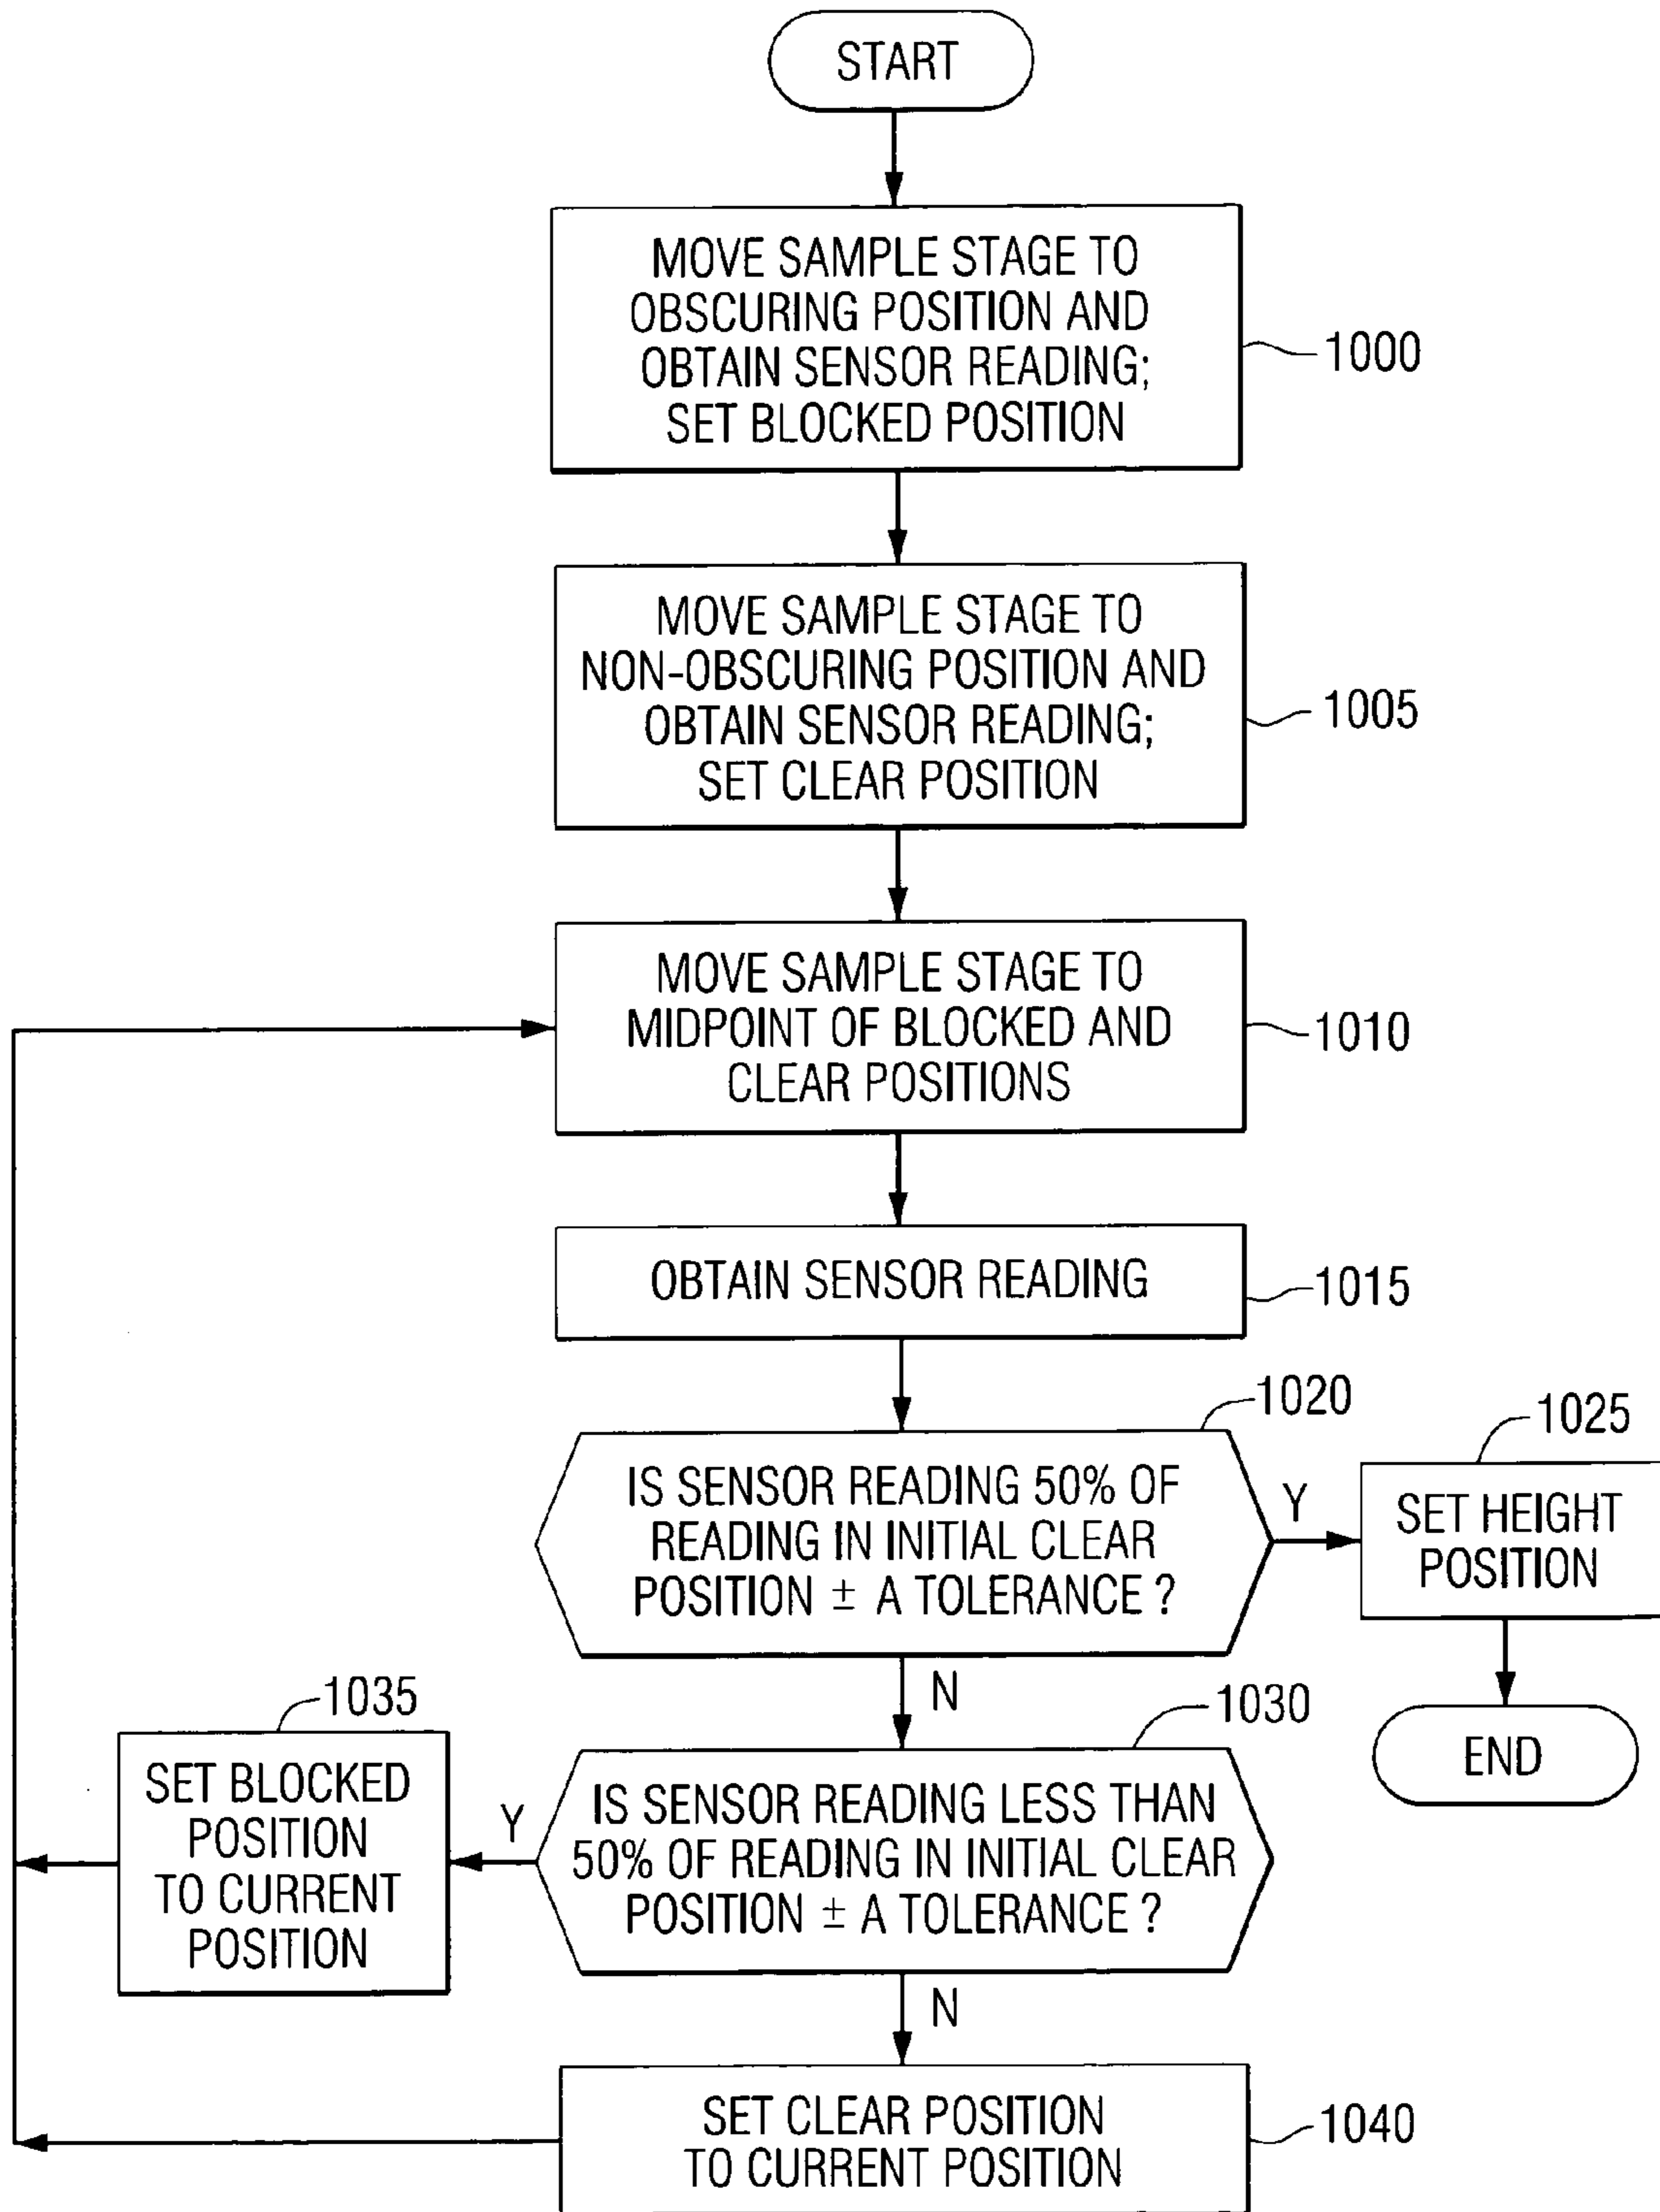 START
MOVE SAMPLE STAGE TO
OBSCURING POSITION AND
OBTAIN SENSOR READING;
SET BLOCKED POSITION
1000
MOVE SAMPLE STAGE TO
NON-OBSCURING POSITION AND
OBTAIN SENSOR READING;
SET CLEAR POSITION
1005
MOVE SAMPLE STAGE TO
MIDPOINT OF BLOCKED AND
CLEAR POSITIONS
1010
OBTAIN SENSOR READING
1015
1020
IS SENSOR READING 50% OF
READING IN INITIAL CLEAR
POSITION ± A TOLERANCE ?
Y
1025
SET HEIGHT
POSITION
END
N
1030
IS SENSOR READING LESS THAN
50% OF READING IN INITIAL CLEAR
POSITION ± A TOLERANCE ?
Y
1035
SET BLOCKED
POSITION
TO CURRENT
POSITION
N
SET CLEAR POSITION
TO CURRENT POSITION
1040